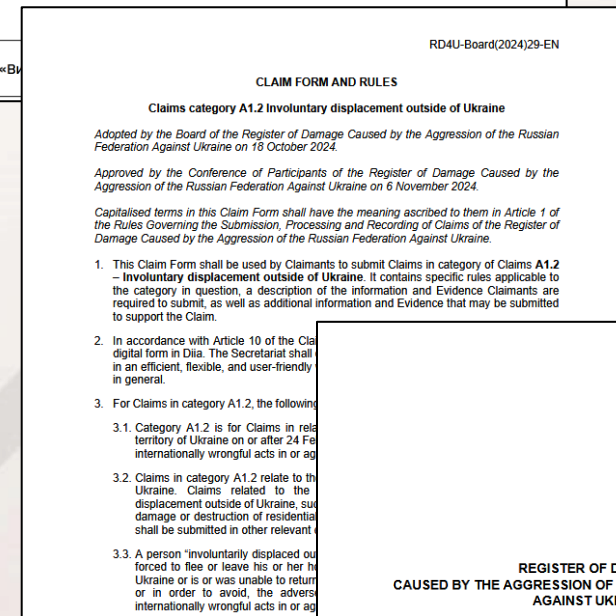 «Ви
RD4U-Board(2024)29-EN
CLAIM FORM AND RULES
Claims category A1.2 Involuntary displacement outside of Ukraine
Adopted by the Board of the Register of Damage Caused by the Aggression of the Russian
Federation Against Ukraine on 18 October 2024.
Approved by the Conference of Participants of the Register of Damage Caused by the
Aggression of the Russian Federation Against Ukraine on 6 November 2024.
Capitalised terms in this Claim Form shall have the meaning ascribed to them in Article 1 of
the Rules Governing the Submission, Processing and Recording of Claims of the Register of
Damage Caused by the Aggression of the Russian Federation Against Ukraine.
1. This Claim Form shall be used by Claimants to submit Claims in category of Claims A1.2
– Involuntary displacement outside of Ukraine. It contains specific rules applicable to
the category in question, a description of the information and Evidence Claimants are
required to submit, as well as additional information and Evidence that may be submitted
to support the Claim.
2. In accordance with Article 10 of the Clai
digital form in Diia. The Secretariat shall
in an efficient, flexible, and user-friendly
in general.
3. For Claims in category A1.2, the following
3.1. Category A1.2 is for Claims in rela
territory of Ukraine on or after 24 Fe
internationally wrongful acts in or ag
3.2. Claims in category A1.2 relate to th
Ukraine. Claims related to the
displacement outside of Ukraine, suc
damage or destruction of residential
shall be submitted in other relevant
3.3. A person “involuntarily displaced ou
forced to flee or leave his or her ho
Ukraine or is or was unable to return
or in order to avoid, the advers
internationally wrongful acts in or ag
REGISTER OF D
CAUSED BY THE AGGRESSION OF
AGAINST UK